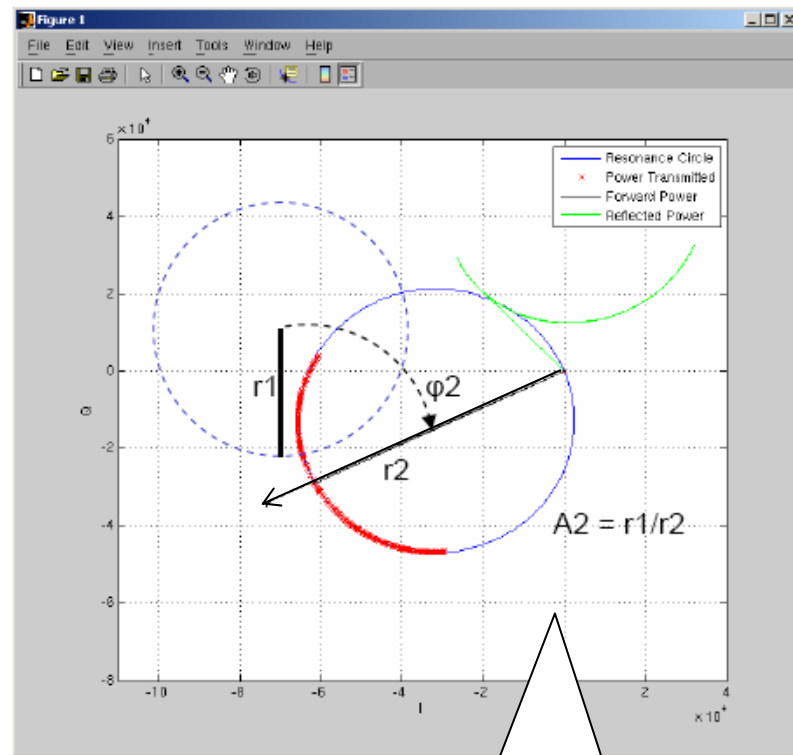 Figure 1
File Edit View Insert Tools Window Help
×10⁴
6
4
2
0
-2
-4
-6
-8
Q
-10 -8 -6 -4 -2 2 4
I
×10⁴
Resonance Circle
Power Transmitted
Forward Power
Reflected Power
r1
φ2
r2
A2 = r1/r2